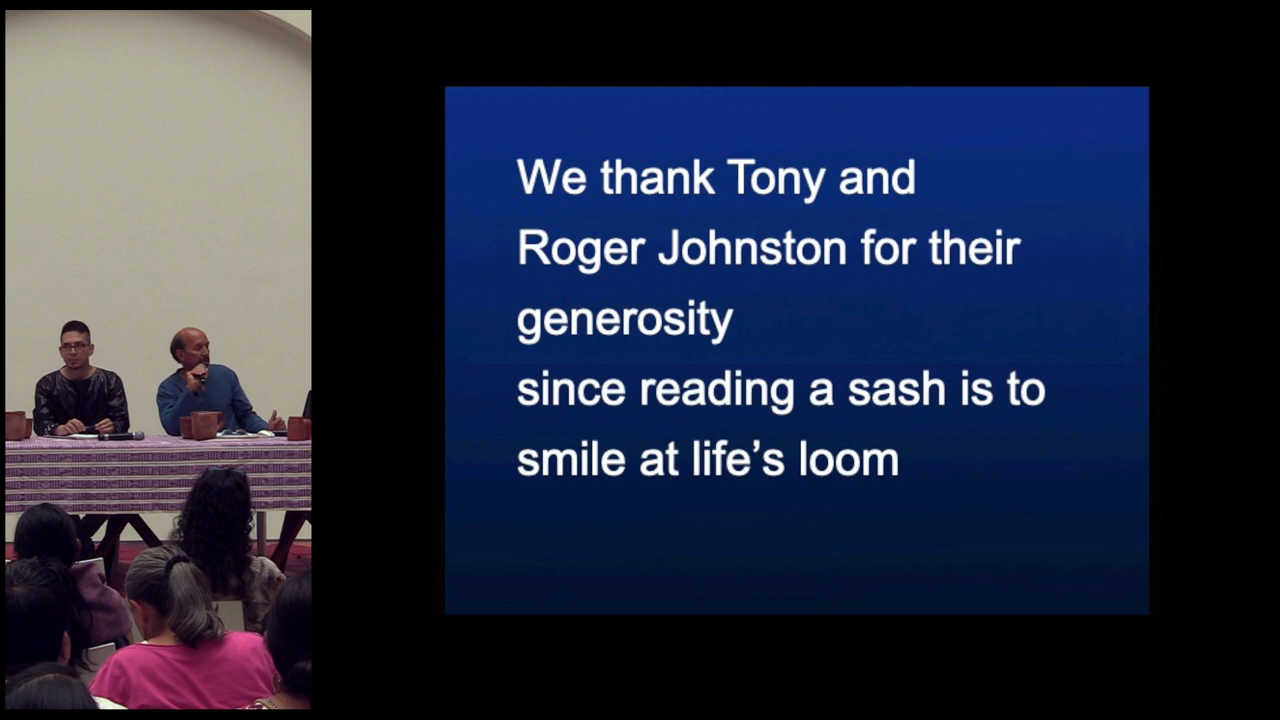 We thank Tony and
Roger Johnston for their
generosity
since reading a sash is to
smile at life’s loom